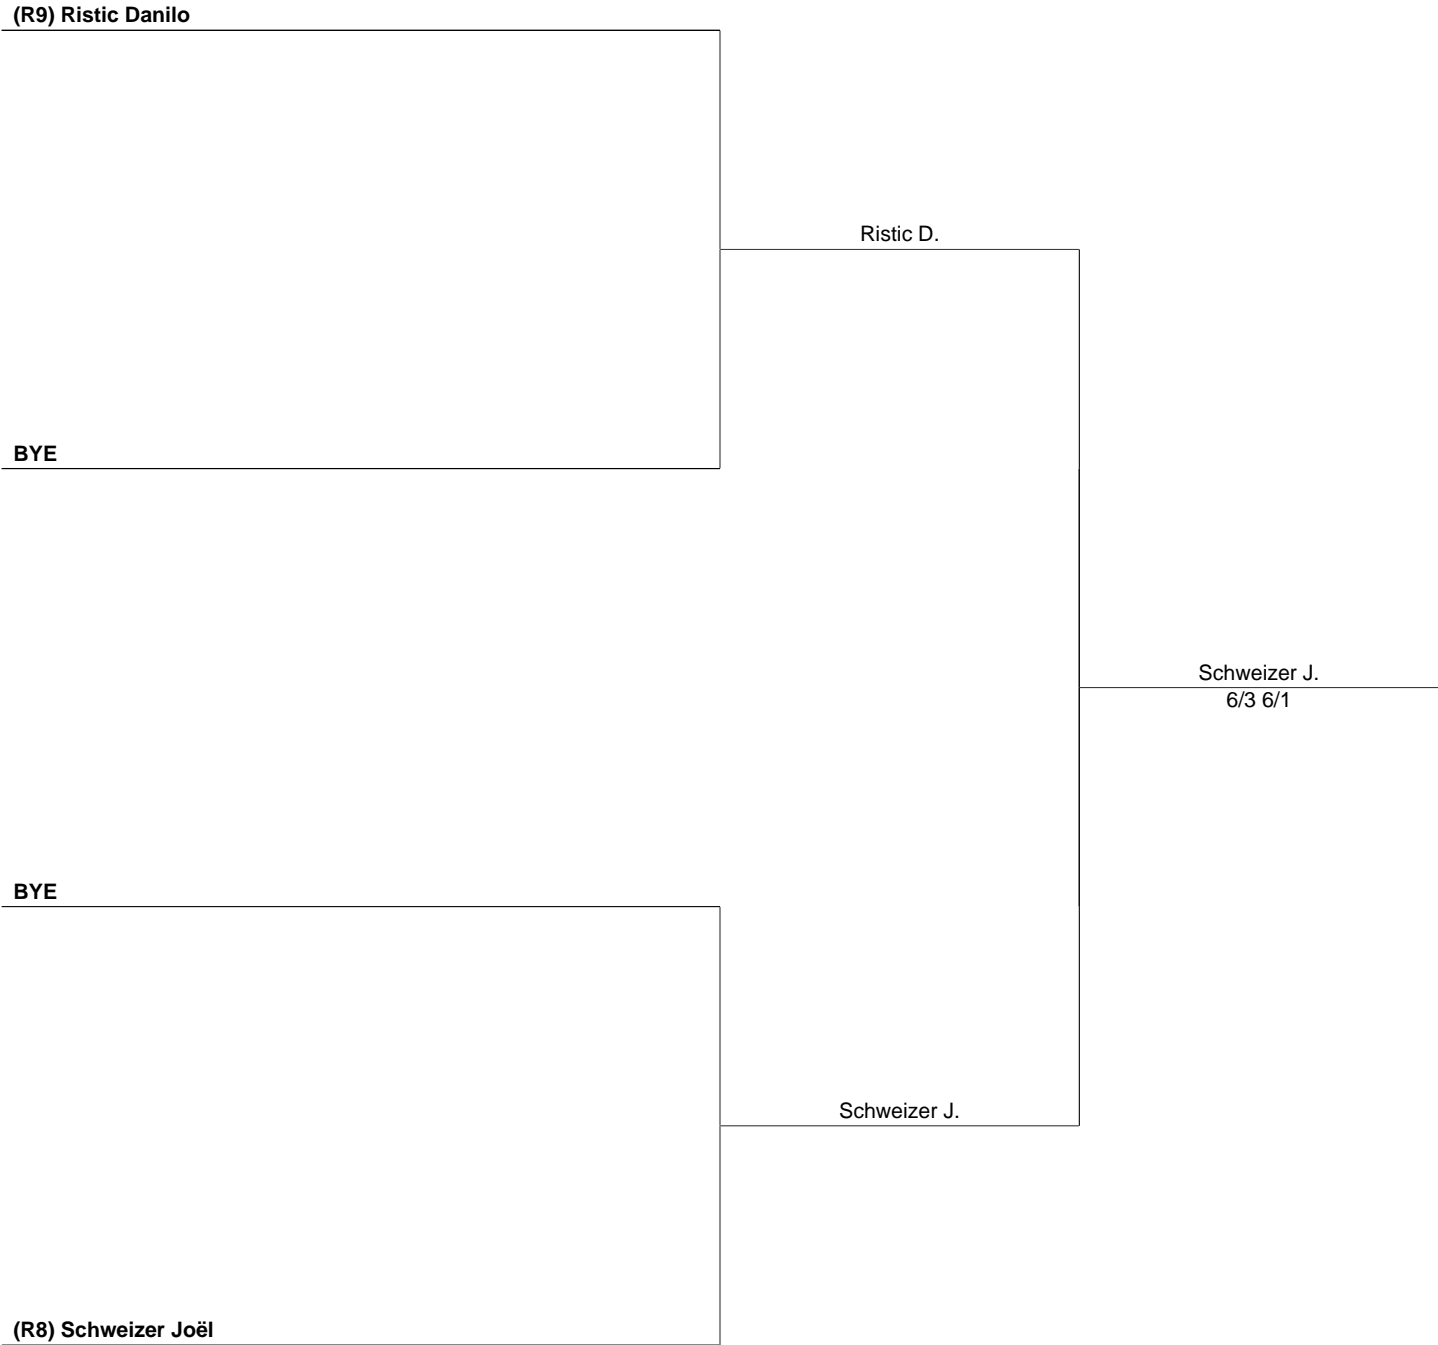 (R9) Ristic Danilo
Ristic D.
BYE
Schweizer J.
6/3 6/1
BYE
Schweizer J.
(R8) Schweizer Joël